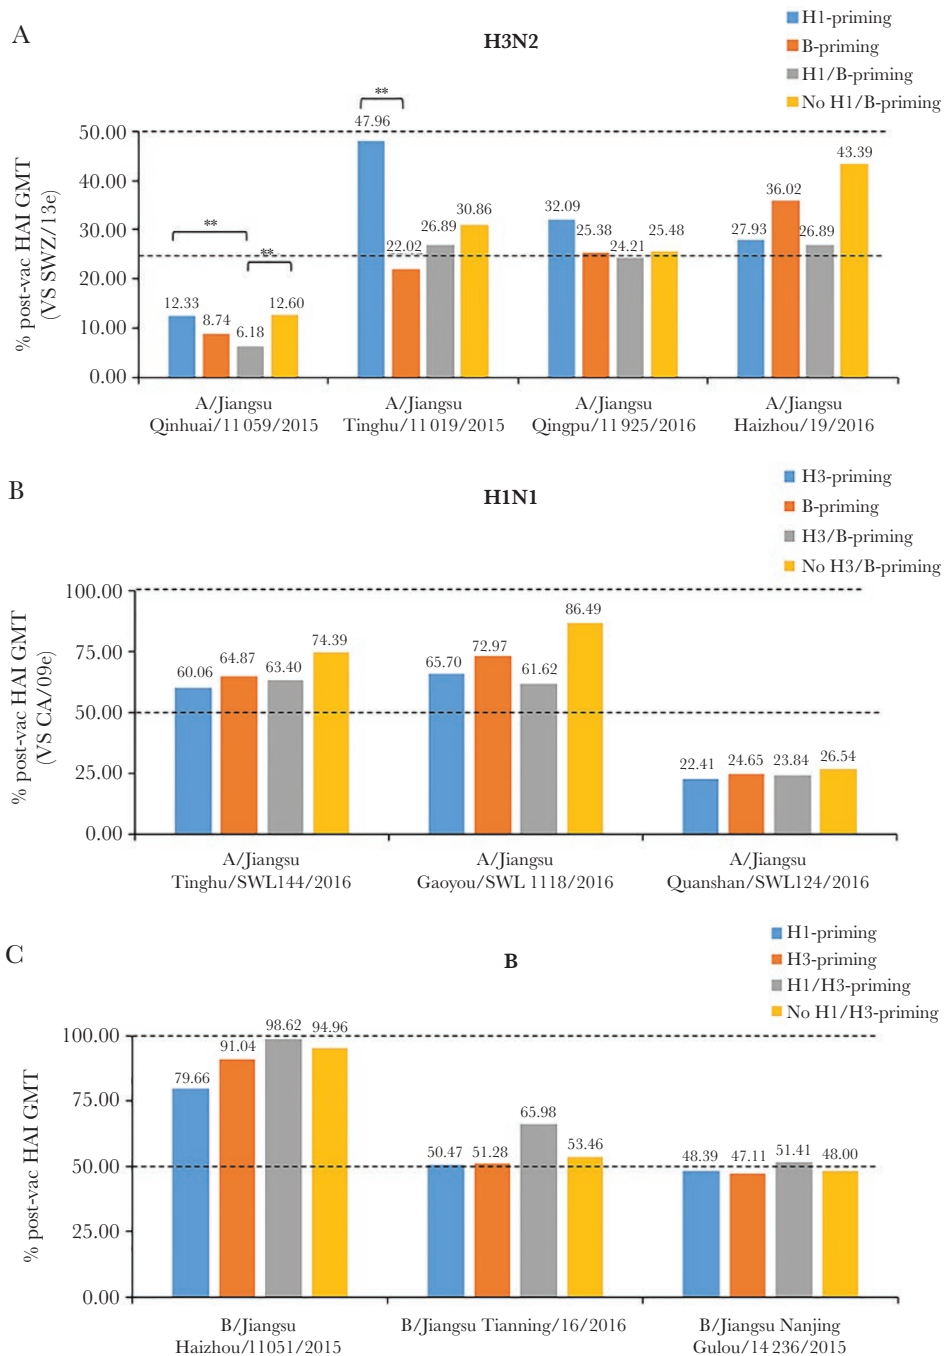 A
H3N2
H1-priming
B-priming
H1/B-priming
No H1/B-priming
% post-vac HAI GMT
(VS SWZ/13e)
50.00
40.00
30.00
20.00
10.00
0.00
**
**
**
12.33
8.74
6.18
12.60
47.96
22.02
26.89
30.86
32.09
25.38
24.21
25.48
27.93
36.02
26.89
43.39
A/Jiangsu
Qinhuai/11 059/2015
A/Jiangsu
Tinghu/11 019/2015
A/Jiangsu
Qingpu/11 925/2016
A/Jiangsu
Haizhou/19/2016
B
H1N1
H3-priming
B-priming
H3/B-priming
No H3/B-priming
% post-vac HAI GMT
(VS CA/09e)
100.00
75.00
50.00
25.00
0.00
60.06
64.87
63.40
74.39
65.70
72.97
61.62
86.49
22.41
24.65
23.84
26.54
A/Jiangsu
Tinghu/SWL144/2016
A/Jiangsu
Gaoyou/SWL 1118/2016
A/Jiangsu
Quanshan/SWL124/2016
C
B
H1-priming
H3-priming
H1/H3-priming
No H1/H3-priming
% post-vac HAI GMT
100.00
75.00
50.00
25.00
0.00
79.66
91.04
98.62
94.96
50.47
51.28
65.98
53.46
48.39
47.11
51.41
48.00
B/Jiangsu
Haizhou/11051/2015
B/Jiangsu Tianning/16/2016
B/Jiangsu Nanjing
Gulou/14 236/2015